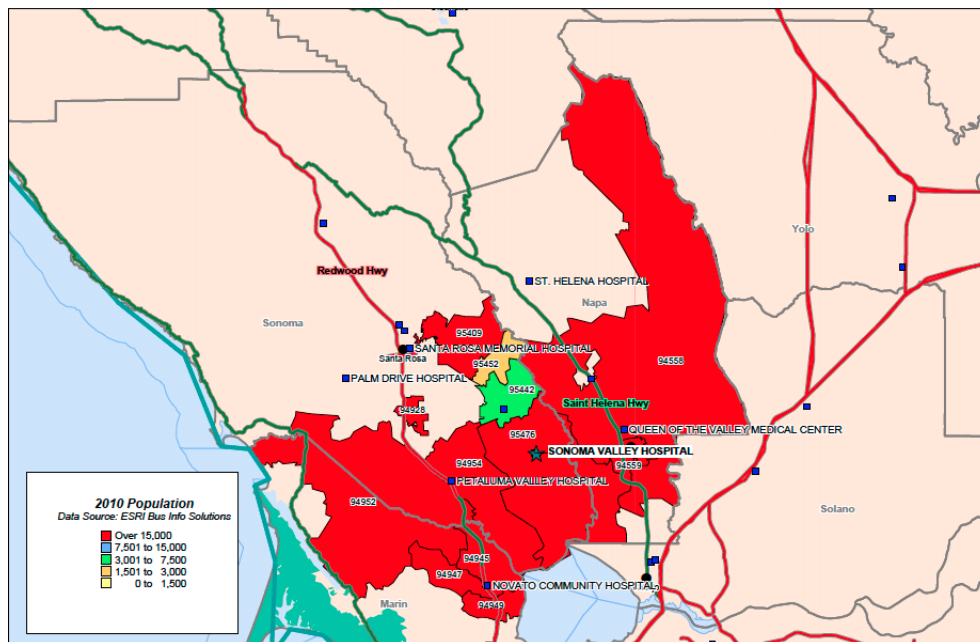 Redwood Hwy
ST. HELENA HOSPITAL
Napa
Yolo
Sonoma
95409
SANTA ROSA MEMORIAL HOSPITAL
Santa Rosa
95452
94558
PALM DRIVE HOSPITAL
95442
Saint Helena Hwy
94928
QUEEN OF THE VALLEY MEDICAL CENTER
95476
SONOMA VALLEY HOSPITAL
94954
94559
PETALUMA VALLEY HOSPITAL
94952
Solano
2010 Population
Data Source: ESRI Bus Info Solutions
Over 15,000
7,501 to 15,000
3,001 to 7,000
1,501 to 3,000
0 to 1,500
94945
94947
NOVATO COMMUNITY HOSPITAL
94949
Marin